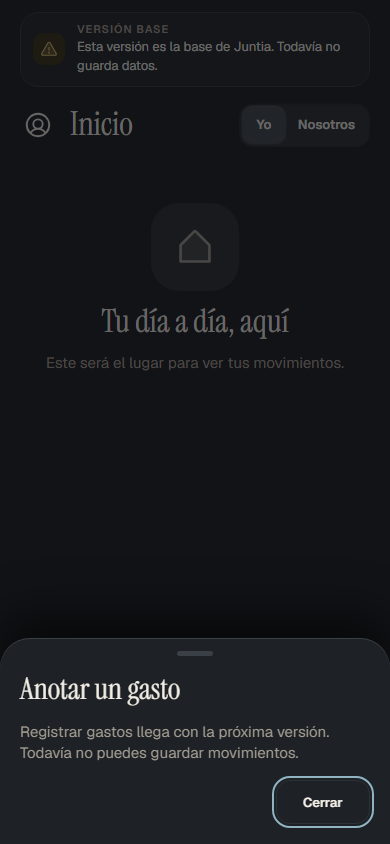 VERSIÓN BASE
Esta versión es la base de Juntia. Todavía no
guarda datos.
Inicio
Yo
Nosotros
Tu día a día, aquí
Este será el lugar para ver tus movimientos.
Anotar un gasto
Registrar gastos llega con la próxima versión.
Todavía no puedes guardar movimientos.
Cerrar